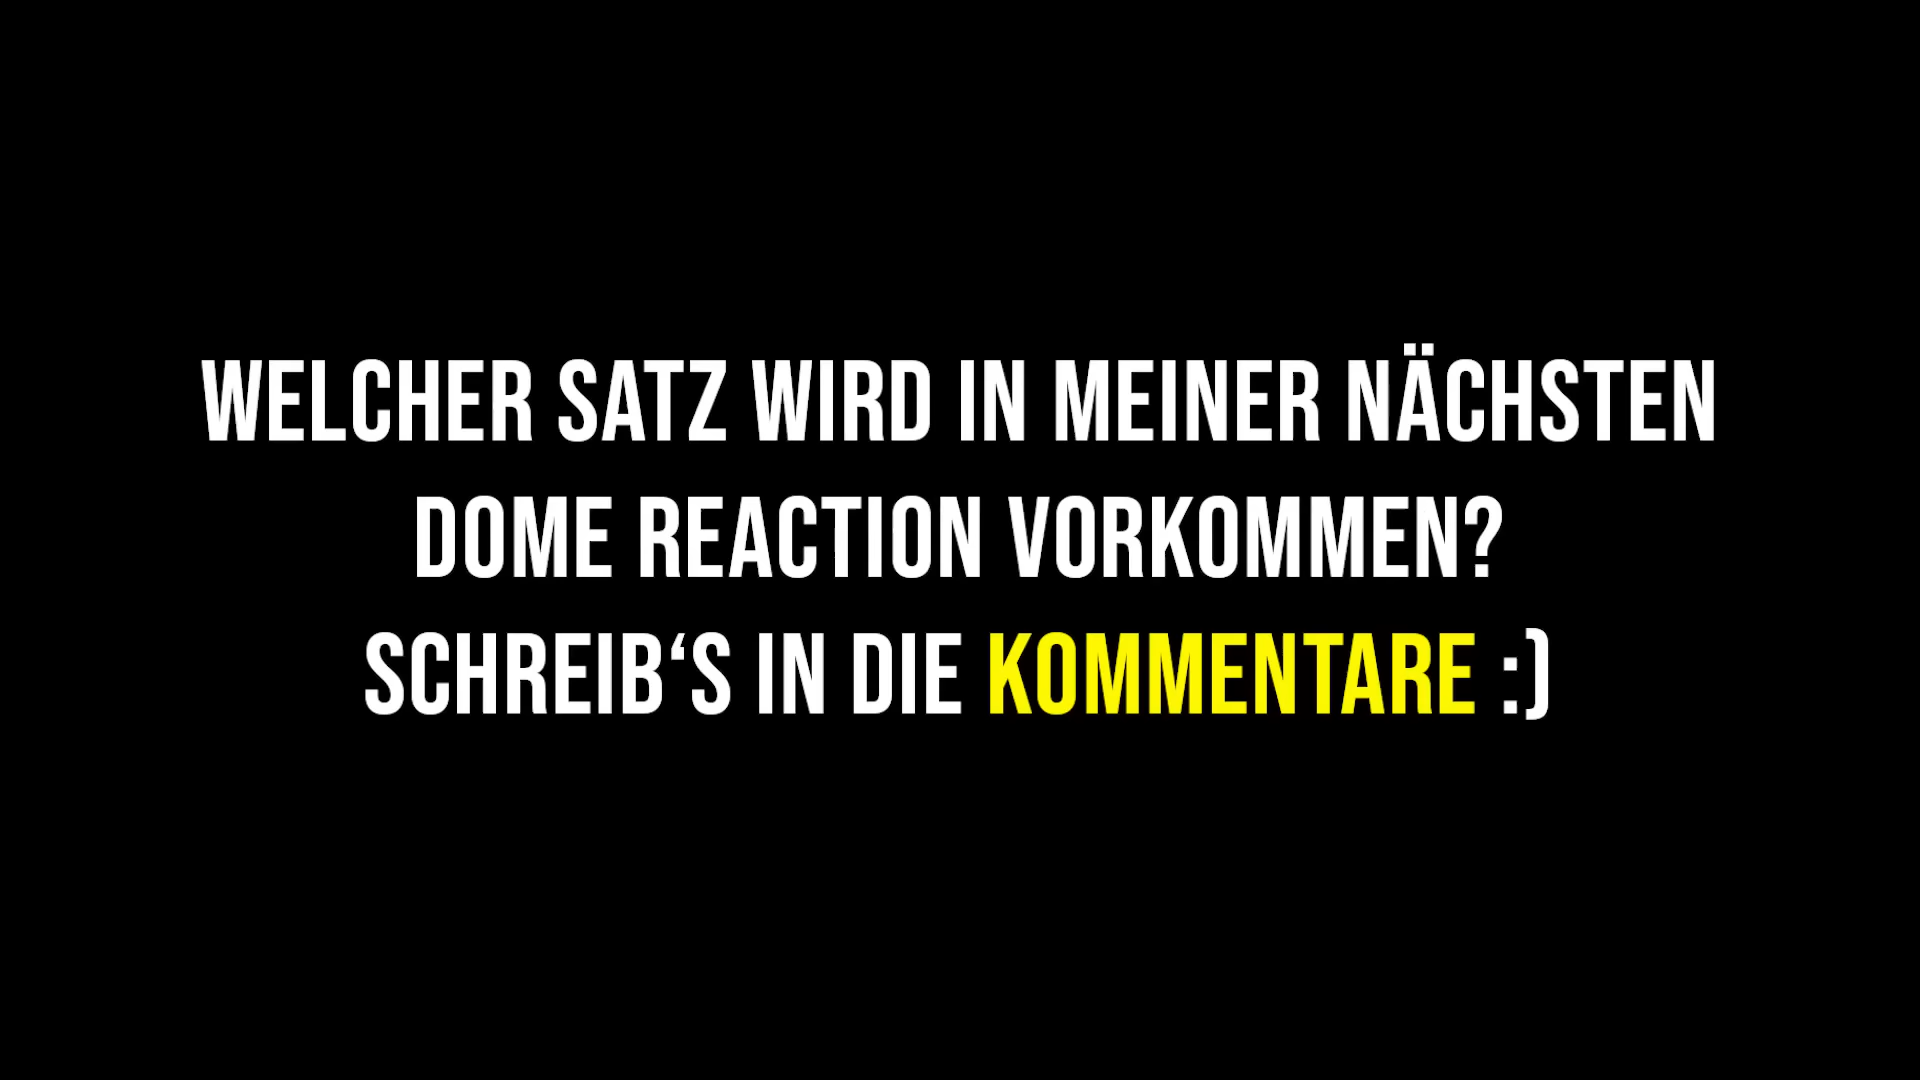 WELCHER SATZ WIRD IN MEINER NÄCHSTEN
DOME REACTION VORKOMMEN?
SCHREIB‘S IN DIE KOMMENTARE :)